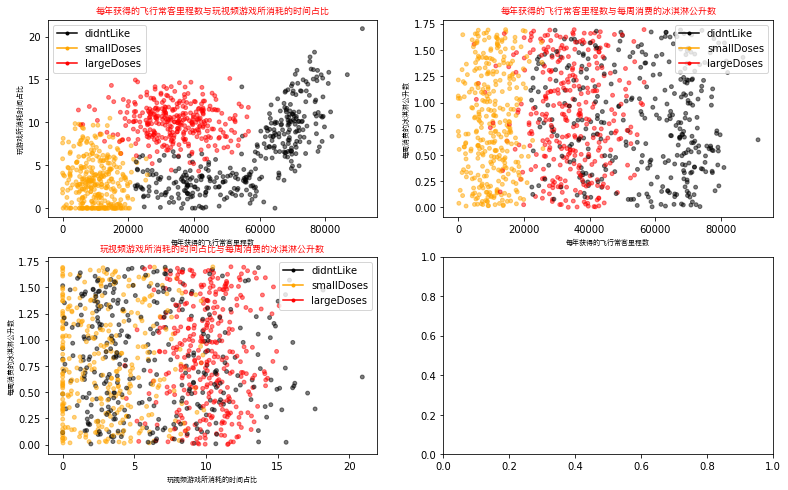 每年获得的飞行常客里程数与玩视频游戏所消耗的时间占比
玩游戏所消耗时间占比
20
15
10
5
0
didntLike
smallDoses
largeDoses
0 20000 40000 60000 80000
每年获得的飞行常客里程数
每年获得的飞行常客里程数与每周消费的冰淇淋公升数
每周消费的冰淇淋公升数
1.75
1.50
1.25
1.00
0.75
0.50
0.25
0.00
didntLike
smallDoses
largeDoses
0 20000 40000 60000 80000
每年获得的飞行常客里程数
玩视频游戏所消耗的时间占比与每周消费的冰淇淋公升数
每周消费的冰淇淋公升数
1.75
1.50
1.25
1.00
0.75
0.50
0.25
0.00
didntLike
smallDoses
largeDoses
0 5 10 15 20
玩视频游戏所消耗的时间占比
1.0
0.8
0.6
0.4
0.2
0.0
0.0 0.2 0.4 0.6 0.8 1.0